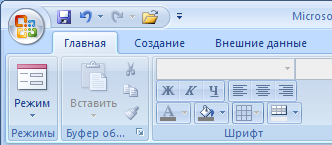 Microso
Главная Создание Внешние данные
Режим
Режимы
Вставить
Буфер об...
Ж К Ч
А
Шрифт